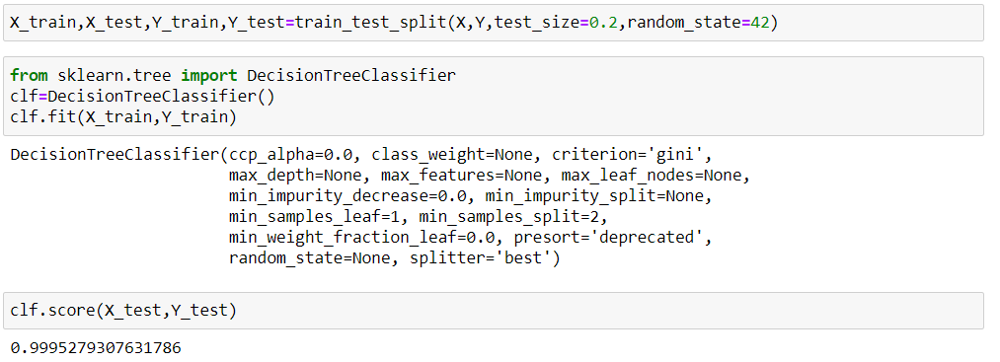 X_train,X_test,Y_train,Y_test=train_test_split(X,Y,test_size=0.2,random_state=42)
from sklearn.tree import DecisionTreeClassifier
clf=DecisionTreeClassifier()
clf.fit(X_train,Y_train)
DecisionTreeClassifier(ccp_alpha=0.0, class_weight=None, criterion='gini',
max_depth=None, max_features=None, max_leaf_nodes=None,
min_impurity_decrease=0.0, min_impurity_split=None,
min_samples_leaf=1, min_samples_split=2,
min_weight_fraction_leaf=0.0, presort='deprecated',
random_state=None, splitter='best')
clf.score(X_test,Y_test)
0.9995279307631786